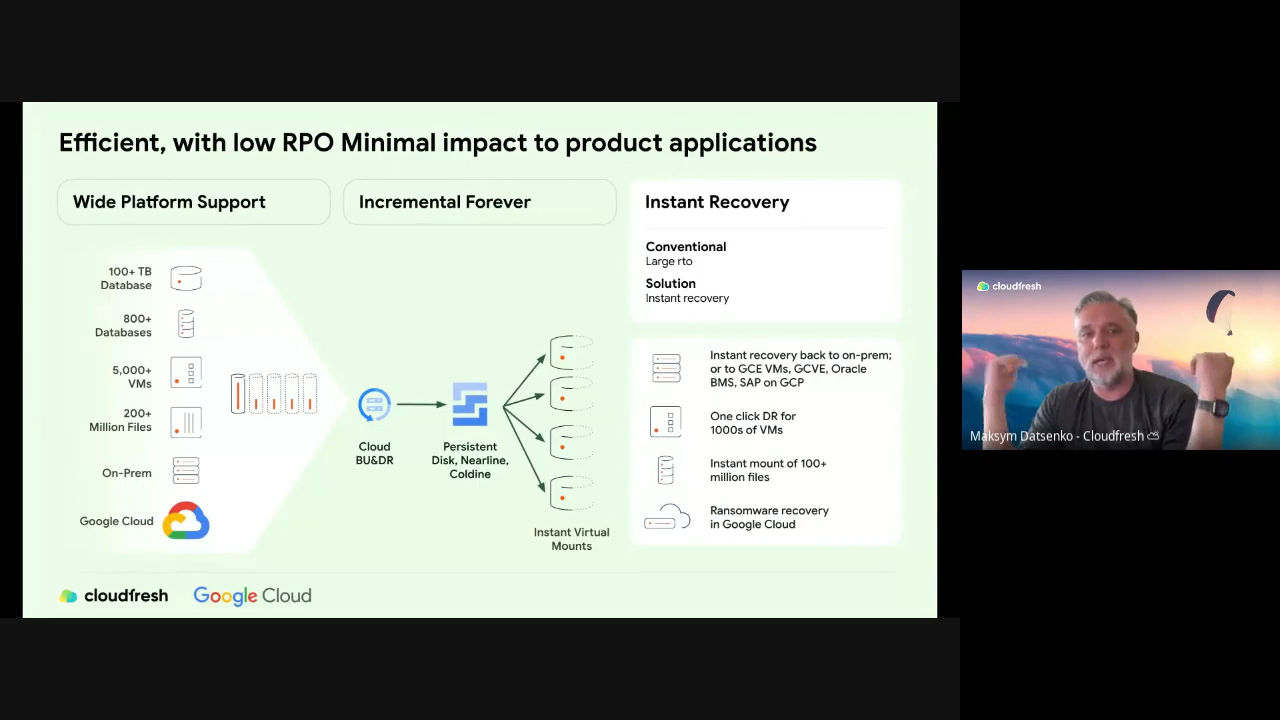 Efficient, with low RPO Minimal impact to product applications
Wide Platform Support
Incremental Forever
Instant Recovery
Conventional
Large rto
Solution
Instant recovery
100+ TB
Database
800+
Databases
5,000+
VMs
200+
Million Files
On-Prem
Google Cloud
Cloud
BU&DR
Persistent
Disk, Nearline,
Coldine
Instant Virtual
Mounts
Instant recovery back to on-prem;
or to GCE VMs, GCVE, Oracle
BMS, SAP on GCP
One click DR for
1000s of VMs
Instant mount of 100+
million files
Ransomware recovery
in Google Cloud
cloudfresh
Google Cloud
cloudfresh
Maksym Datsenko - Cloudfresh